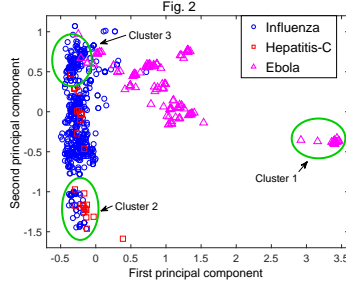 Fig. 2
Influenza
Hepatitis-C
Ebola
Cluster 3
Cluster 1
Cluster 2
Second principal component
1
0.5
0
-0.5
-1
-1.5
-0.5 0 0.5 1 1.5 2 2.5 3 3.5
First principal component